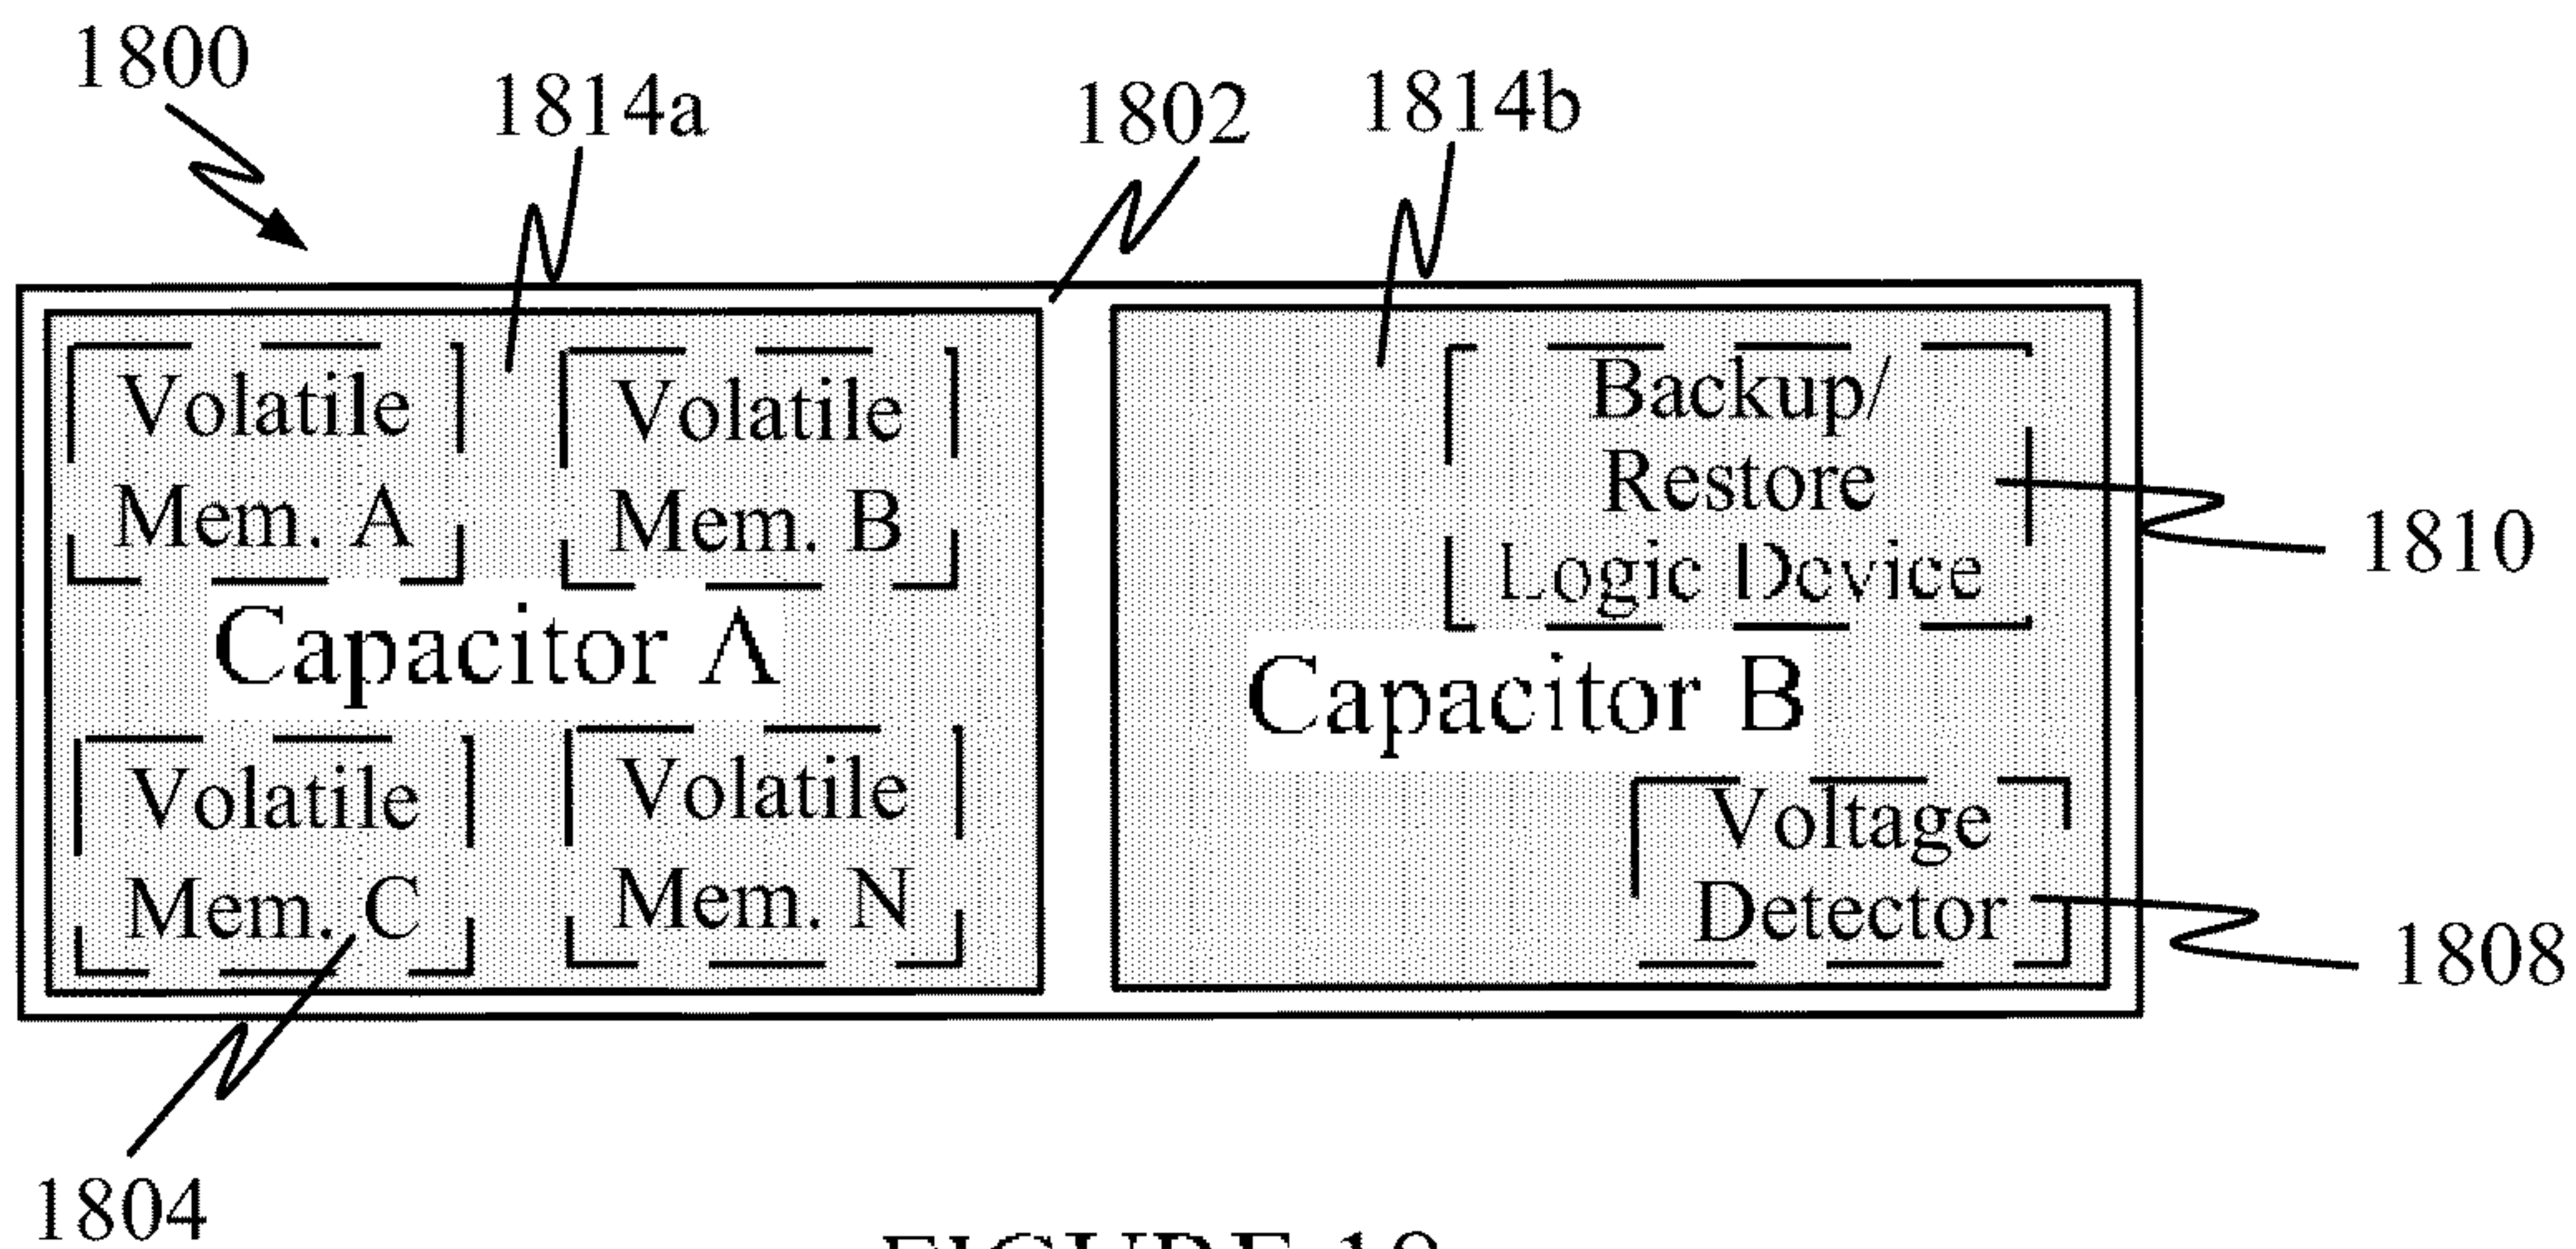 1800
1814a
1802
1814b
Volatile
Mem. A
Volatile
Mem. B
Capacitor A
Volatile
Mem. C
Volatile
Mem. N
Backup/
Restore
Logic Device
Capacitor B
Voltage
Detector
1810
1808
1804
FIGURE